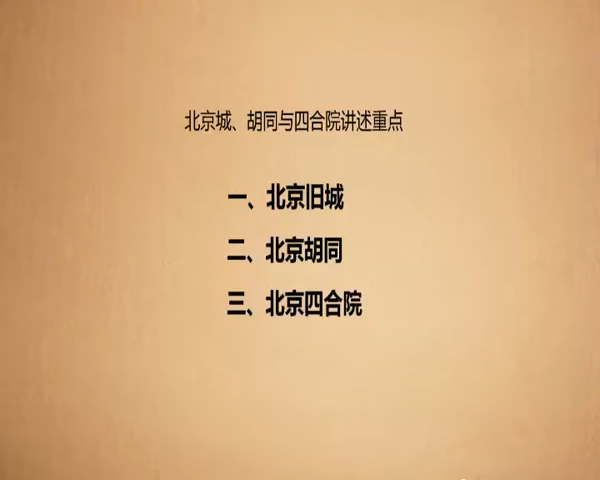 北京城、胡同与四合院讲述重点
一、北京旧城
二、北京胡同
三、北京四合院